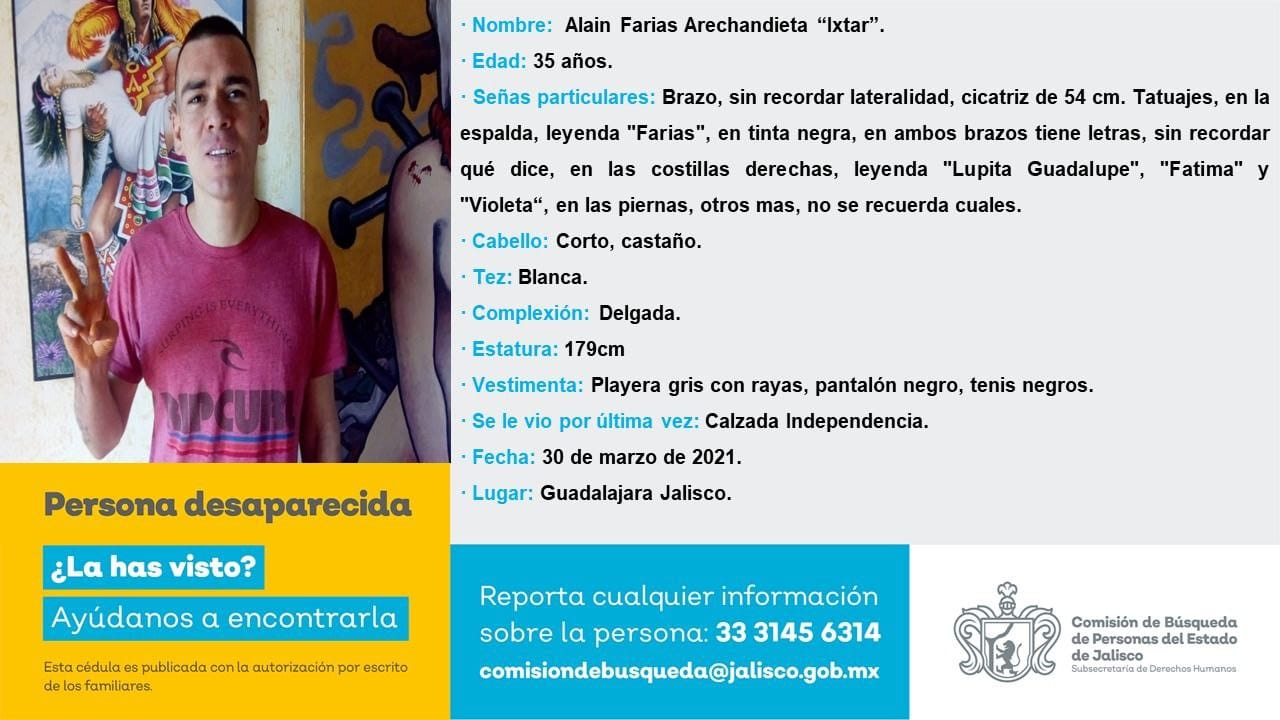 · Nombre: Alain Farias Arechandieta “Ixtar”.
· Edad: 35 años.
· Señas particulares: Brazo, sin recordar lateralidad, cicatriz de 54 cm. Tatuajes, en la
espalda, leyenda "Farias", en tinta negra, en ambos brazos tiene letras, sin recordar
qué dice, en las costillas derechas, leyenda "Lupita Guadalupe", "Fatima" y
"Violeta“, en las piernas, otros mas, no se recuerda cuales.
· Cabello: Corto, castaño.
· Tez: Blanca.
· Complexión: Delgada.
· Estatura: 179cm
· Vestimenta: Playera gris con rayas, pantalón negro, tenis negros.
· Se le vio por última vez: Calzada Independencia.
· Fecha: 30 de marzo de 2021.
· Lugar: Guadalajara Jalisco.
SURFING IS EVERYTHING
RIPCURL
Persona desaparecida
¿La has visto?
Ayúdanos a encontrarla
Esta cédula es publicada con la autorización por escrito
de los familiares.
Reporta cualquier información
sobre la persona: 33 3145 6314
comisiondebusqueda@jalisco.gob.mx
Comisión de Búsqueda
de Personas del Estado
de Jalisco
Subsecretaría de Derechos Humanos